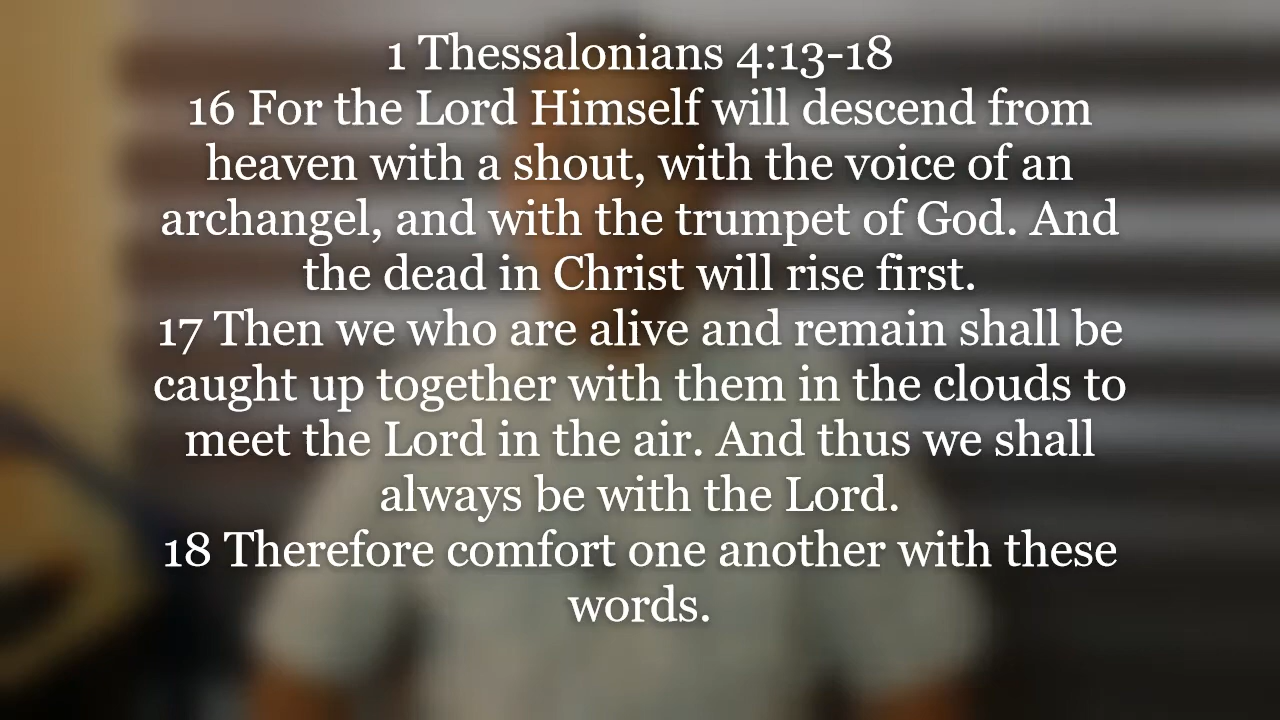 1 Thessalonians 4:13-18
16 For the Lord Himself will descend from
heaven with a shout, with the voice of an
archangel, and with the trumpet of God. And
the dead in Christ will rise first.
17 Then we who are alive and remain shall be
caught up together with them in the clouds to
meet the Lord in the air. And thus we shall
always be with the Lord.
18 Therefore comfort one another with these
words.